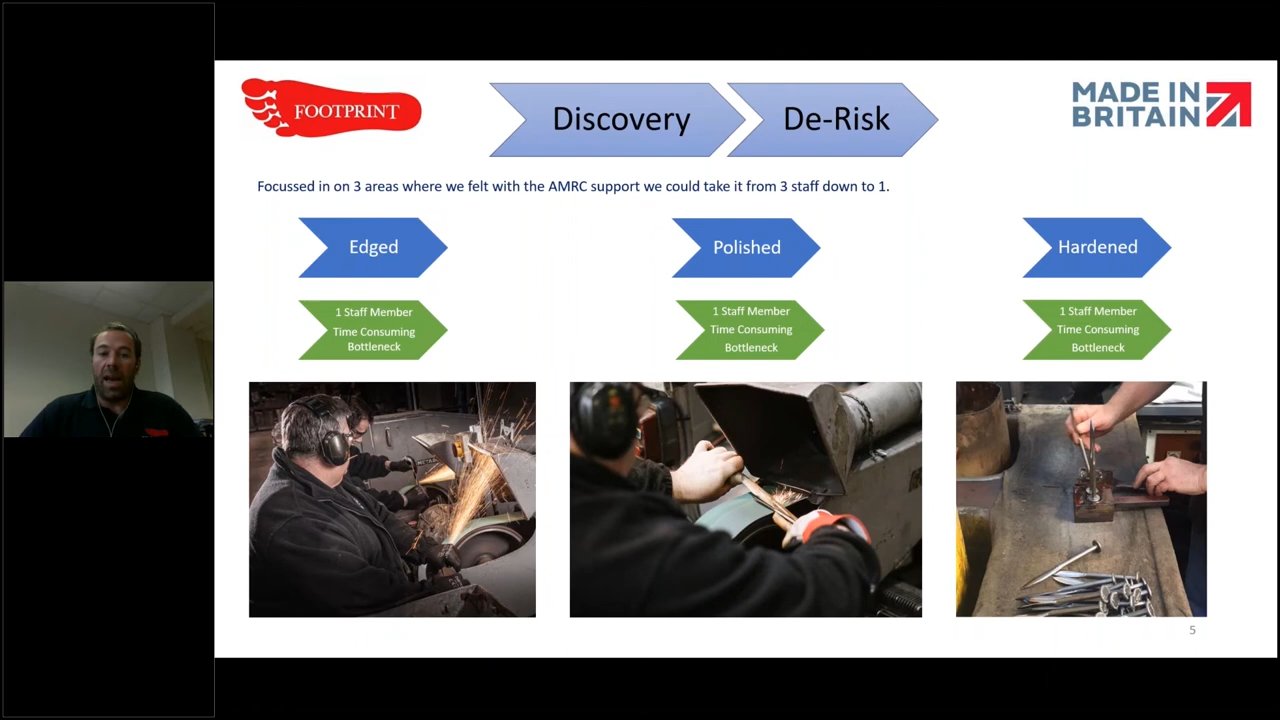 FOOTPRINT
Discovery
De-Risk
MADE IN
BRITAIN
Focussed in on 3 areas where we felt with the AMRC support we could take it from 3 staff down to 1.
Edged
Polished
Hardened
1 Staff Member
Time Consuming
Bottleneck
1 Staff Member
Time Consuming
Bottleneck
1 Staff Member
Time Consuming
Bottleneck
5